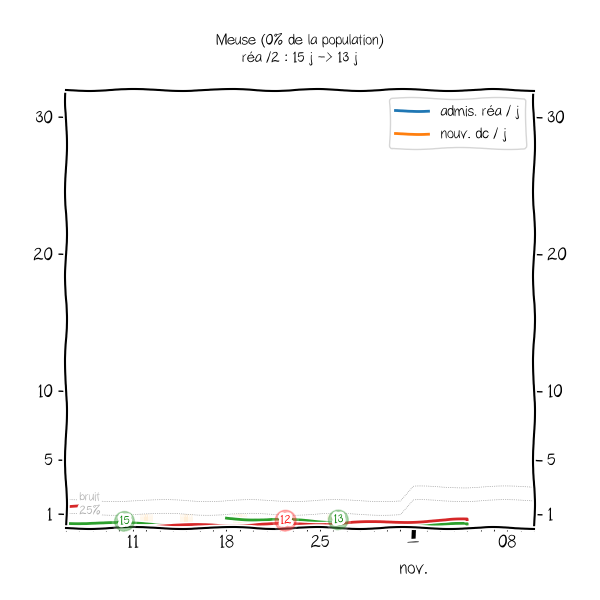 Meuse (0% de la population)
réa /2 : 15 j -> 13 j
admis. réa / j
nouv. dc / j
30 30
20 20
10 10
5 5
... bruit
25%
1 1
15 12 13
11 18 25 1 08
nov.